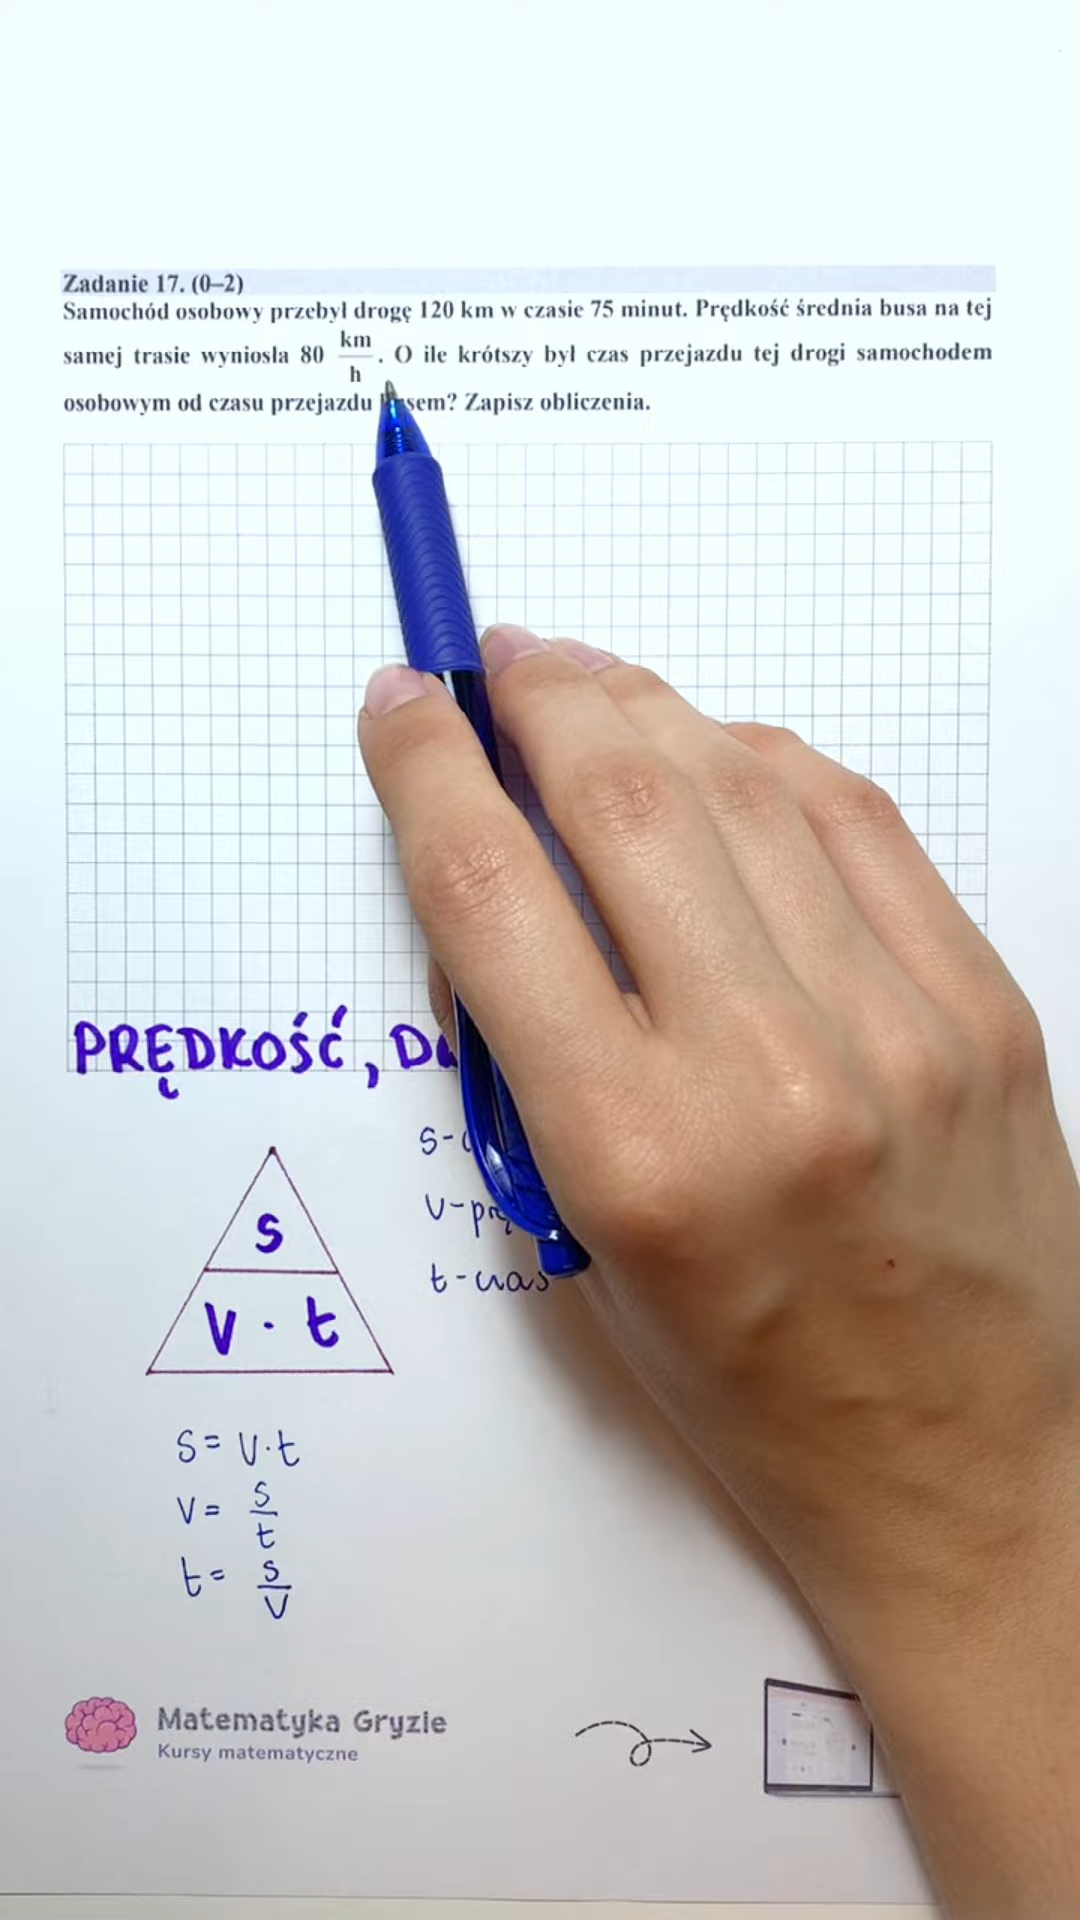 Zadanie 17. (0–2)
Samochód osobowy przebył drogę 120 km w czasie 75 minut. Prędkość średnia busa na tej
samej trasie wyniosła 80 km/h. O ile krótszy był czas przejazdu tej drogi samochodem
osobowym od czasu przejazdu ? Zapisz obliczenia.
PRĘDKOŚĆ,
s-
v-
t-czas
s
v · t
s= v·t
v= s/t
t= s/v
Matematyka Gryzie
Kursy matematyczne